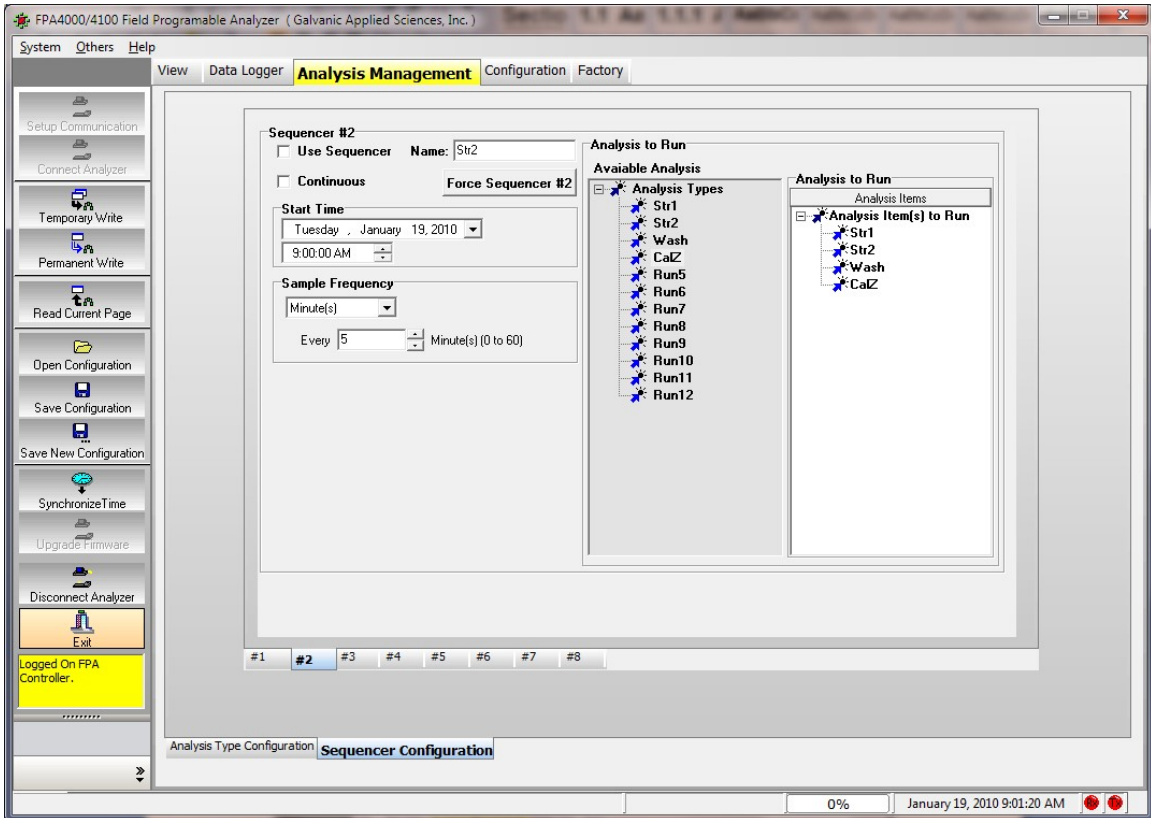 FPA4000/4100 Field Programable Analyzer ( Galvanic Applied Sciences, Inc. )
System Others Help
View Data Logger Analysis Management Configuration Factory
Setup Communication
Connect Analyzer
Temporary Write
Permanent Write
Read Current Page
Open Configuration
Save Configuration
Save New Configuration
SynchronizeTime
Upgrade Firmware
Disconnect Analyzer
Exit
Logged On FPA
Controller.
Sequencer #2
Use Sequencer Name: Str2
Continuous Force Sequencer #2
Start Time
Tuesday , January 19, 2010
9:00:00 AM
Sample Frequency
Minute(s)
Every 5 Minute(s) (0 to 60)
Analysis to Run
Avaiable Analysis
Analysis Types
Str1
Str2
Wash
CalZ
Run5
Run6
Run7
Run8
Run9
Run10
Run11
Run12
Analysis to Run
Analysis Items
Analysis Item(s) to Run
Str1
Str2
Wash
CalZ
#1 #2 #3 #4 #5 #6 #7 #8
Analysis Type Configuration Sequencer Configuration
0% January 19, 2010 9:01:20 AM Rx Tx